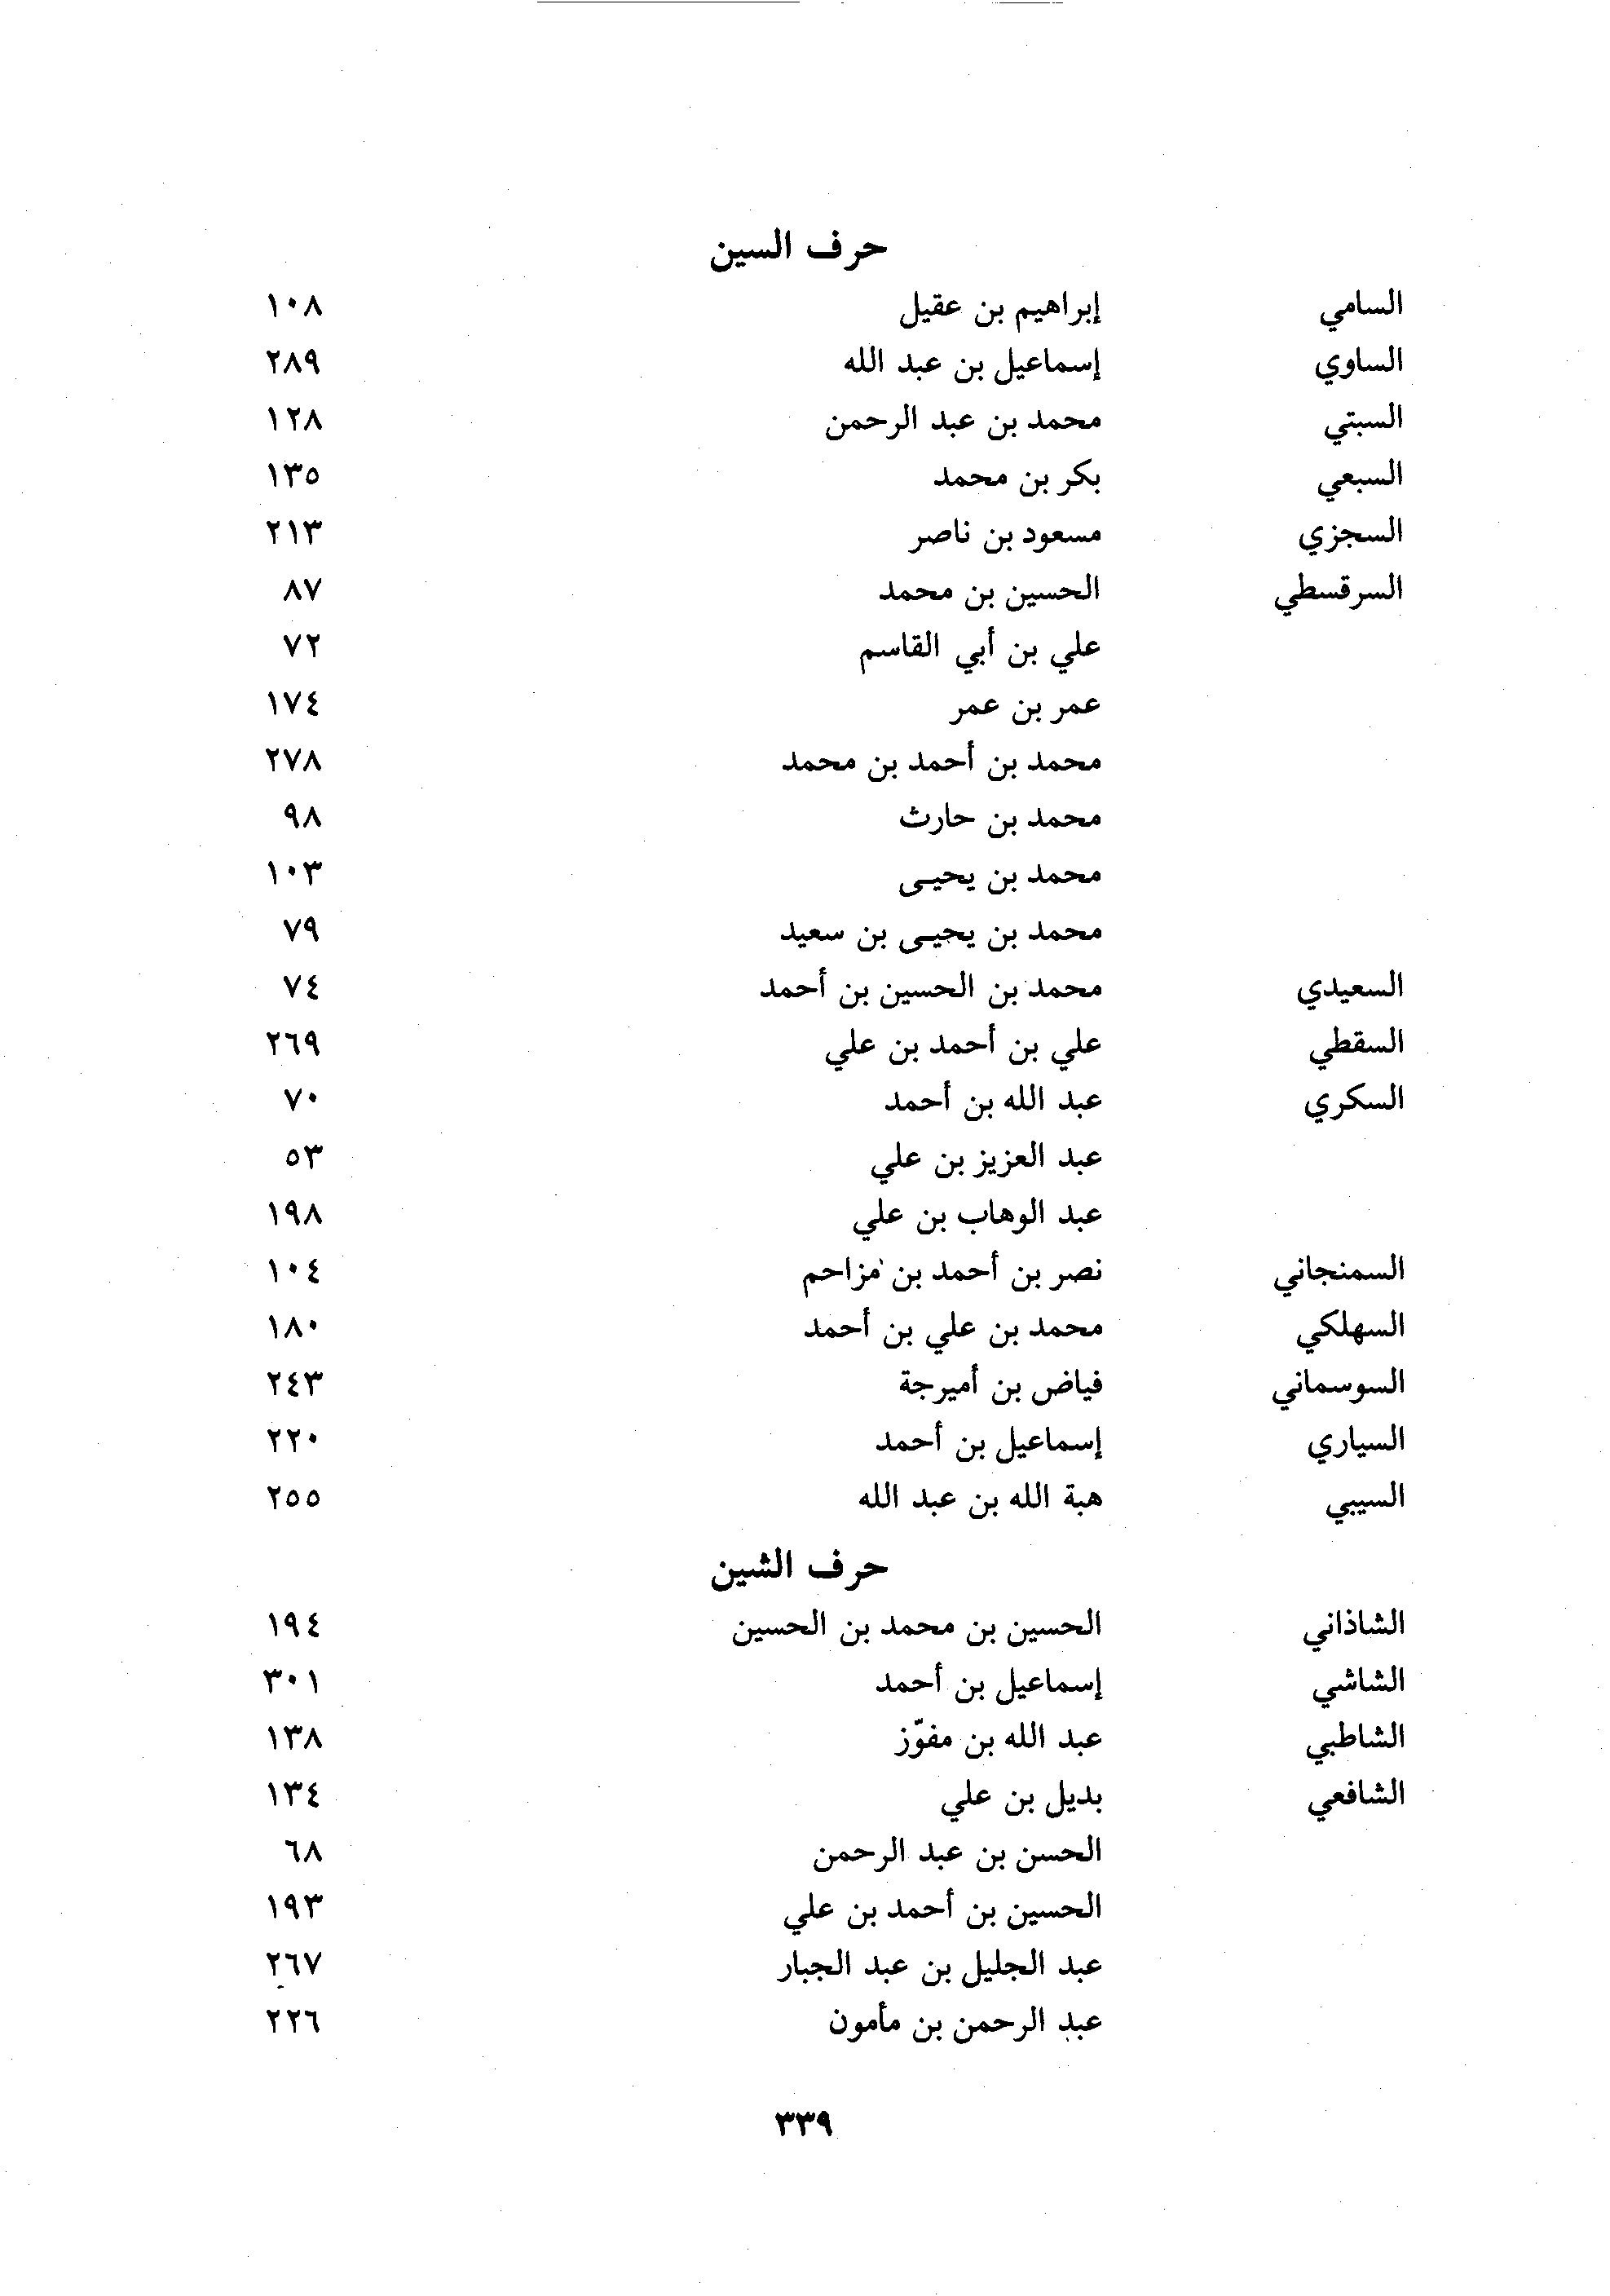 حرف السين
السامي إبراهيم بن عقيل ١٠٨
الساوي إسماعيل بن عبد الله ٢٨٩
السبتي محمد بن عبد الرحمن ١٢٨
السبعي بكر بن محمد ١٣٥
السجزي مسعود بن ناصر ٢١٣
السرقسطي الحسين بن محمد ٨٧
علي بن أبي القاسم ٧٢
عمر بن عمر ١٧٤
محمد بن أحمد بن محمد ٢٧٨
محمد بن حارث ٩٨
محمد بن يحيى ١٠٣
محمد بن يحيى بن سعيد ٧٩
السعيدي محمد بن الحسين بن أحمد ٧٤
السقطي علي بن أحمد بن علي ٢٦٩
السكري عبد الله بن أحمد ٧٠
عبد العزيز بن علي ٥٣
عبد الوهاب بن علي ١٩٨
السمنجاني نصر بن أحمد بن مزاحم ١٠٤
السهلكي محمد بن علي بن أحمد ١٨٠
السوسماني فياض بن أميرجة ٢٤٣
السياري إسماعيل بن أحمد ٢٢٠
السيبي هبة الله بن عبد الله ٢٥٥
حرف الشين
الشاذاني الحسين بن محمد بن الحسين ١٩٤
الشاشي إسماعيل بن أحمد ٣٠١
الشاطبي عبد الله بن مفوّز ١٣٨
الشافعي بديل بن علي ١٣٤
الحسن بن عبد الرحمن ٦٨
الحسين بن أحمد بن علي ١٩٣
عبد الجليل بن عبد الجبار ٢٦٧
عبد الرحمن بن مأمون ٢٢٦
٣٣٩